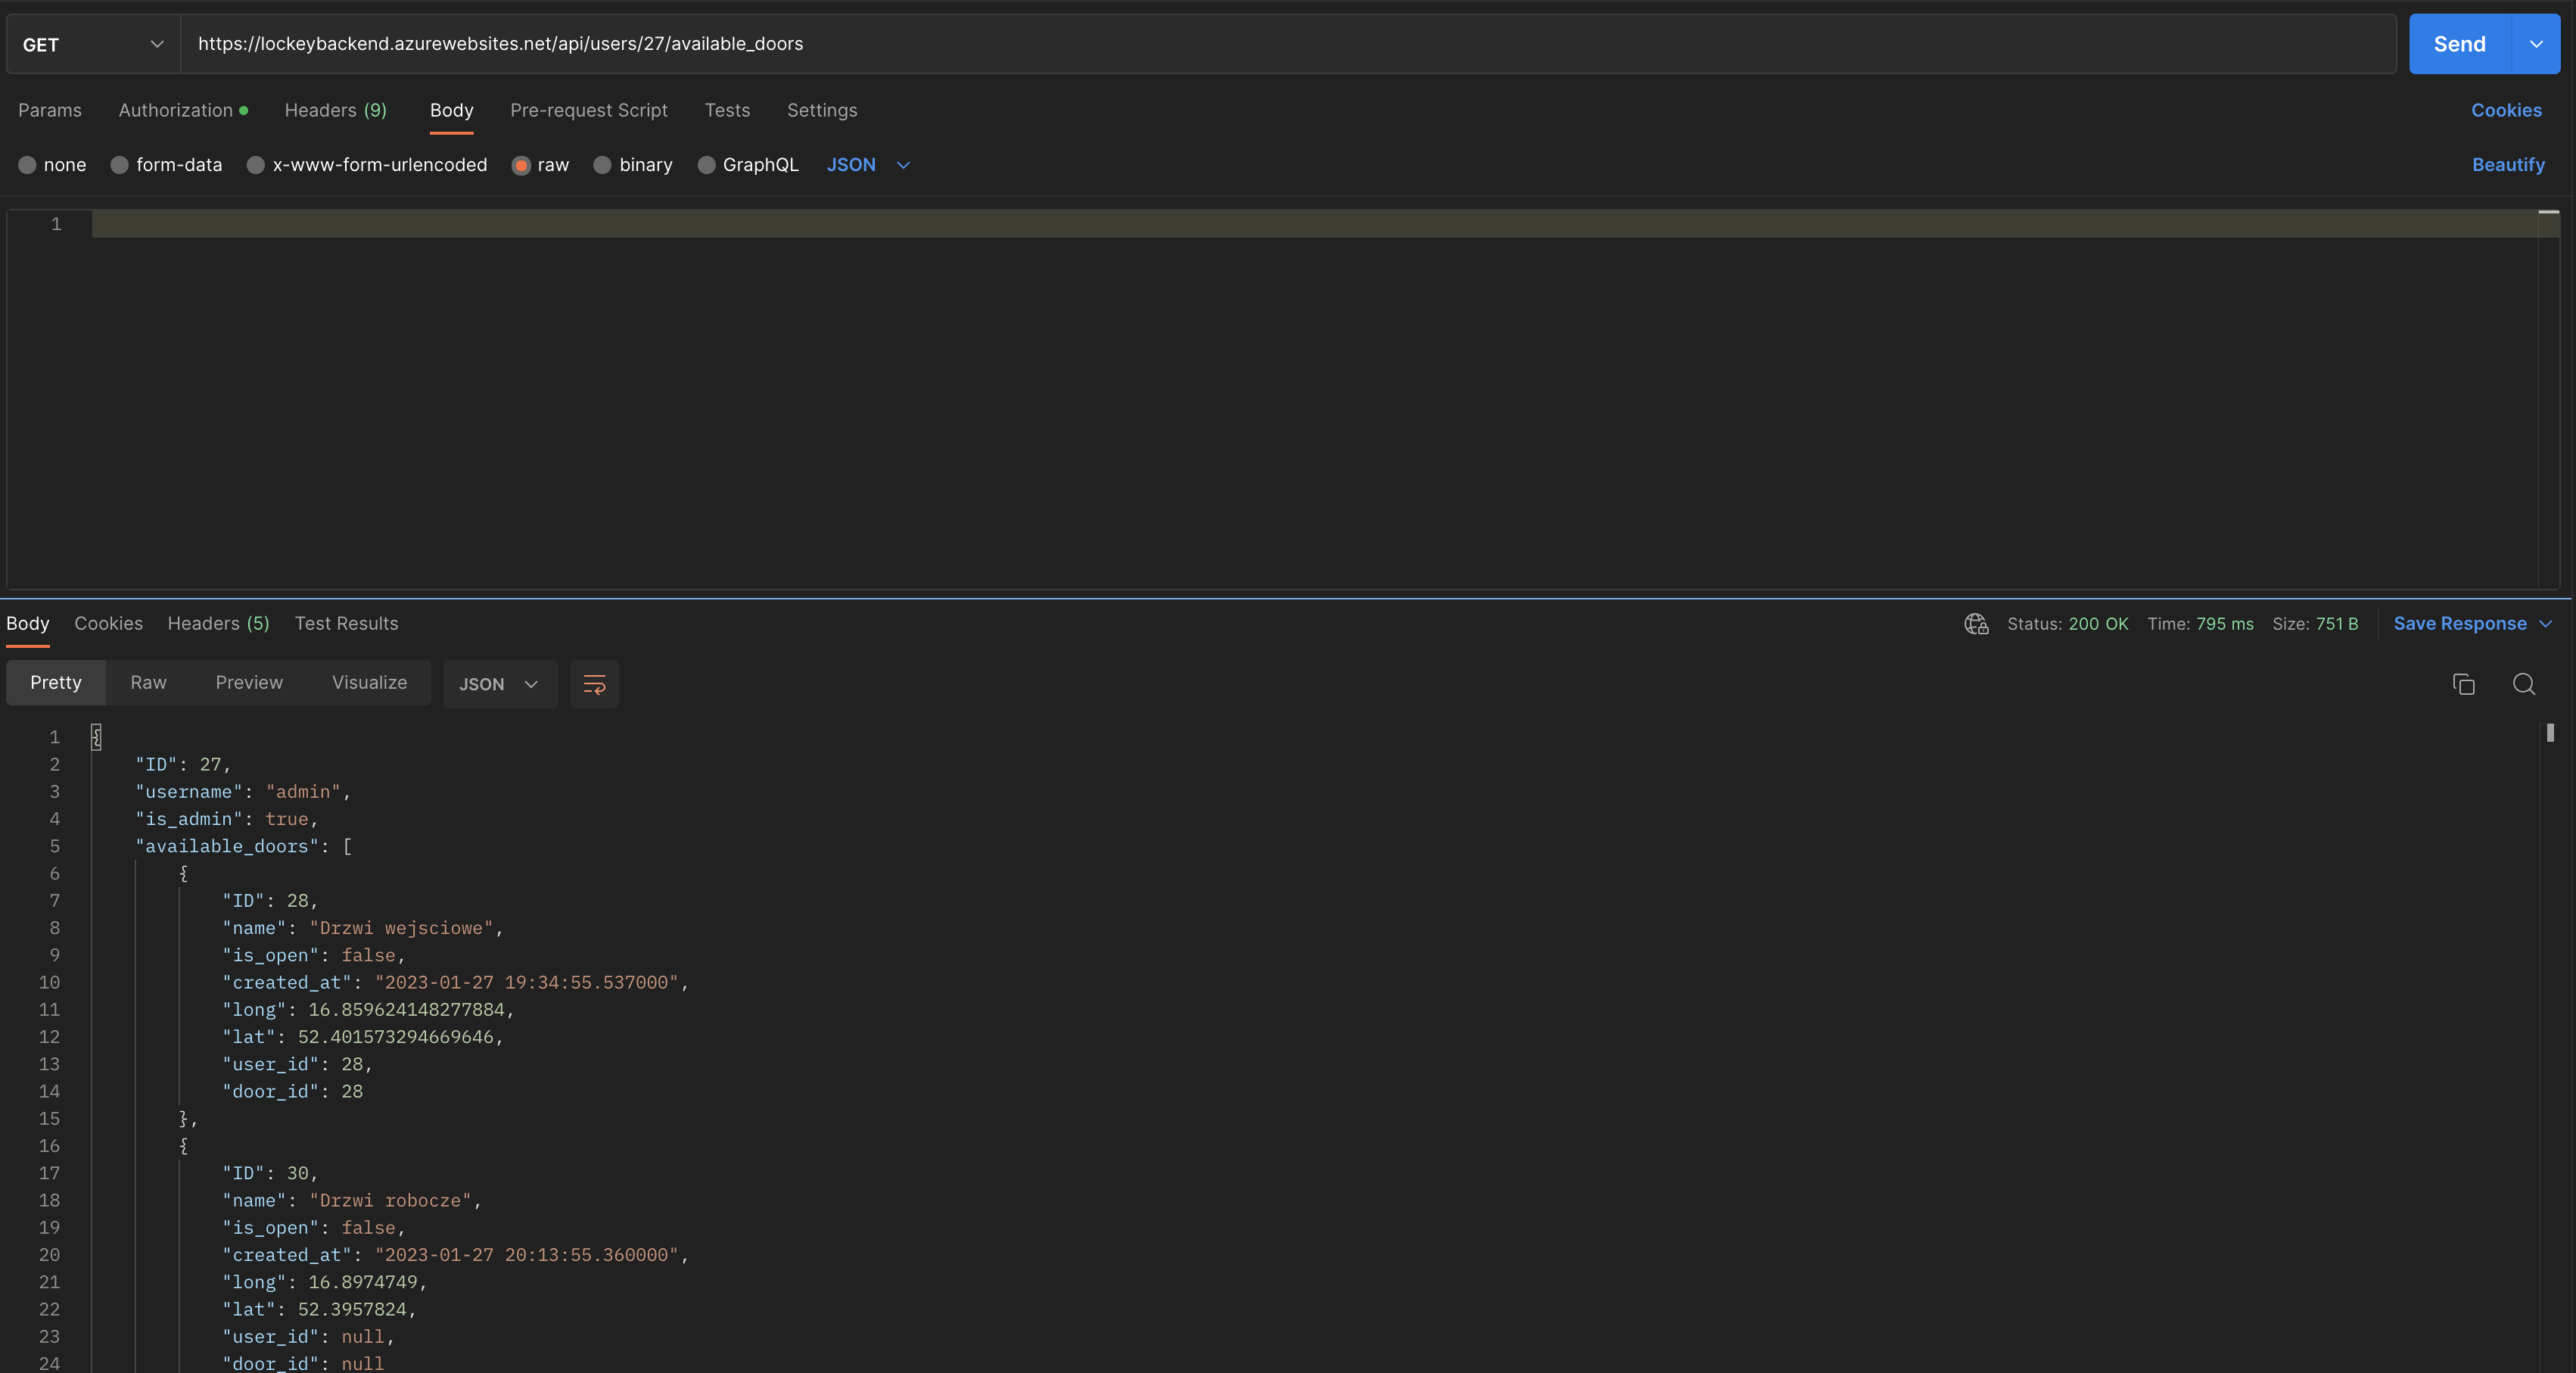 GET https://lockeybackend.azurewebsites.net/api/users/27/available_doors Send
Params Authorization Headers (9) Body Pre-request Script Tests Settings Cookies
none form-data x-www-form-urlencoded raw binary GraphQL JSON Beautify
1
Body Cookies Headers (5) Test Results Status: 200 OK Time: 795 ms Size: 751 B Save Response
Pretty Raw Preview Visualize JSON
1 {
2 "ID": 27,
3 "username": "admin",
4 "is_admin": true,
5 "available_doors": [
6 {
7 "ID": 28,
8 "name": "Drzwi wejsciowe",
9 "is_open": false,
10 "created_at": "2023-01-27 19:34:55.537000",
11 "long": 16.859624148277884,
12 "lat": 52.401573294669646,
13 "user_id": 28,
14 "door_id": 28
15 },
16 {
17 "ID": 30,
18 "name": "Drzwi robocze",
19 "is_open": false,
20 "created_at": "2023-01-27 20:13:55.360000",
21 "long": 16.8974749,
22 "lat": 52.3957824,
23 "user_id": null,
24 "door_id": null